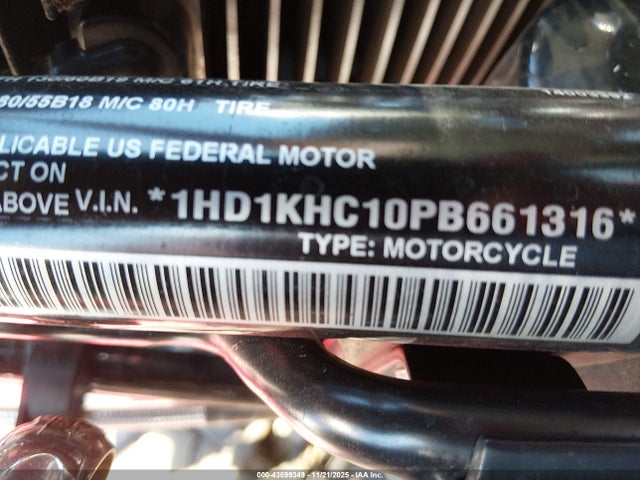 80/55B18 M/C 80H TIRE
PLICABLE US FEDERAL MOTOR
CT ON
ABOVE V.I.N. *1HD1KHC10PB661316*
TYPE: MOTORCYCLE
000-43599349 - 11/21/2025 - IAA Inc.